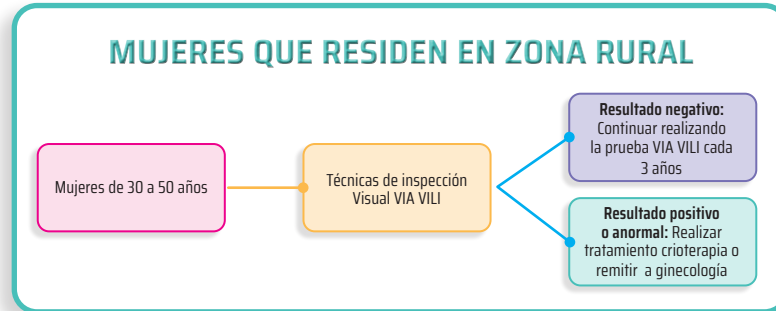 MUJERES QUE RESIDEN EN ZONA RURAL
Mujeres de 30 a 50 años
Técnicas de inspección
Visual VIA VILI
Resultado negativo:
Continuar realizando
la prueba VIA VILI cada
3 años
Resultado positivo
o anormal: Realizar
tratamiento crioterapia o
remitir a ginecología